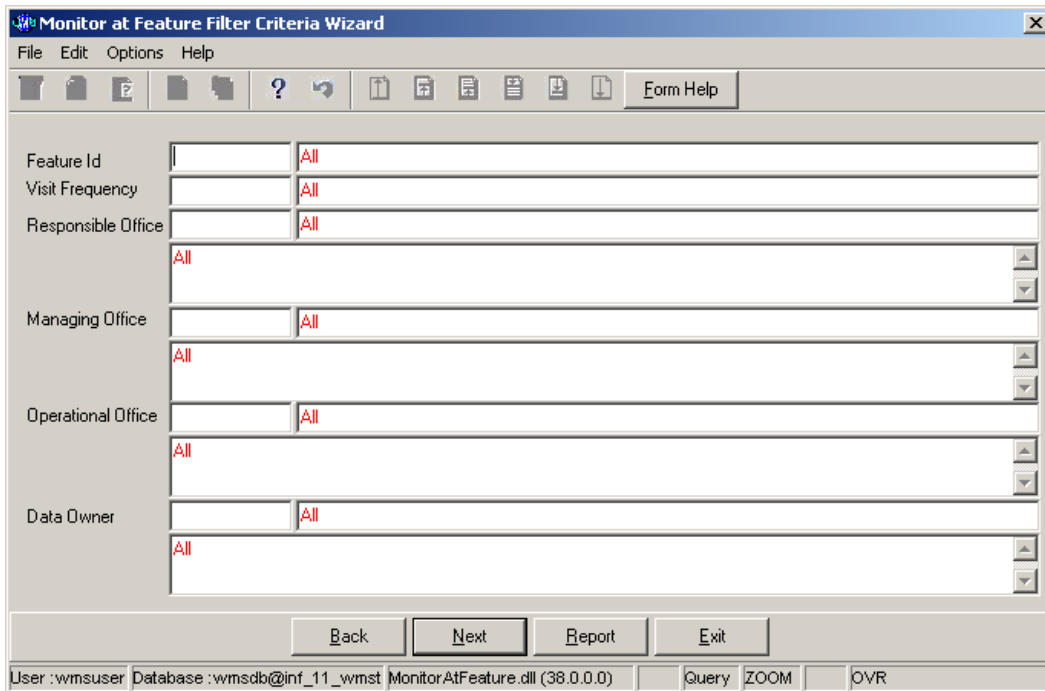 Monitor at Feature Filter Criteria Wizard
File Edit Options Help
Form Help
Feature Id All
Visit Frequency All
Responsible Office All
All
Managing Office All
All
Operational Office All
All
Data Owner All
All
Back Next Report Exit
User :wmsuser Database :wmsdb@inf_11_wmst MonitorAtFeature.dll (38.0.0.0) Query ZOOM OVR